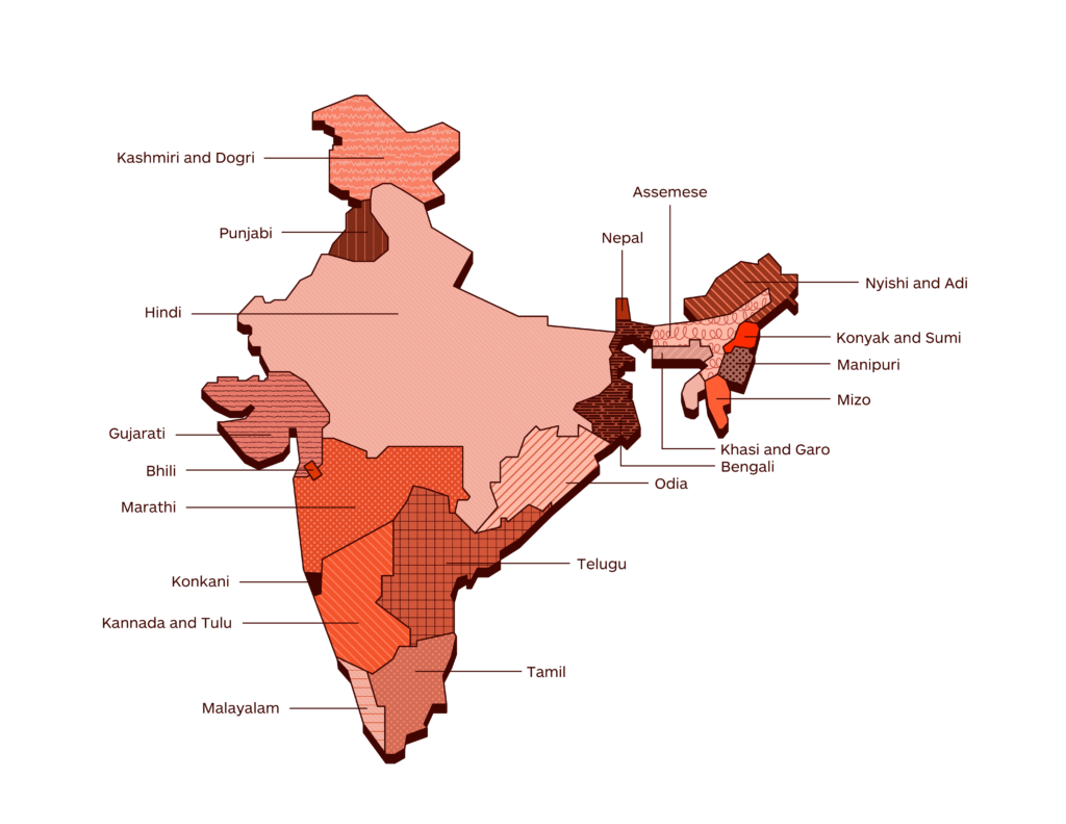 Kashmiri and Dogri
Assemese
Punjabi
Nepal
Nyishi and Adi
Hindi
Konyak and Sumi
Manipuri
Mizo
Gujarati
Khasi and Garo
Bengali
Bhili
Odia
Marathi
Telugu
Konkani
Kannada and Tulu
Tamil
Malayalam